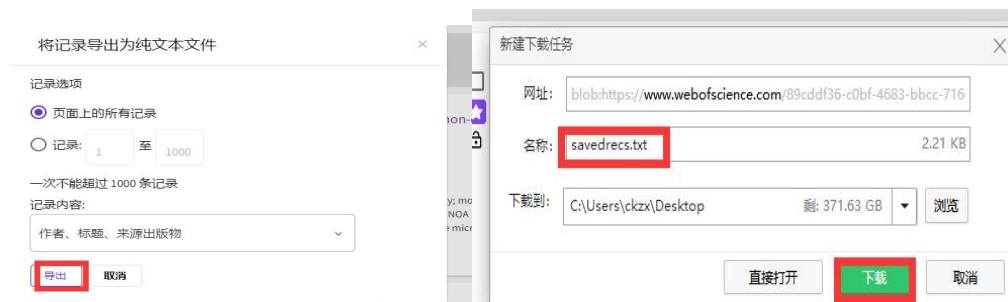 将记录导出为纯文本文件
×
记录选项
页面上的所有记录
记录: 1 至 1000
一次不能超过 1000 条记录
记录内容:
作者、标题、来源出版物
导出 取消
non-
y; mo
NOA
e micr
新建下载任务
网址: blob:https://www.webofscience.com/89cddf36-c0bf-4683-bbcc-716
名称: savedrecs.txt 2.21 KB
下载到: C:\Users\ckzx\Desktop 剩: 371.63 GB 浏览
直接打开 下载 取消